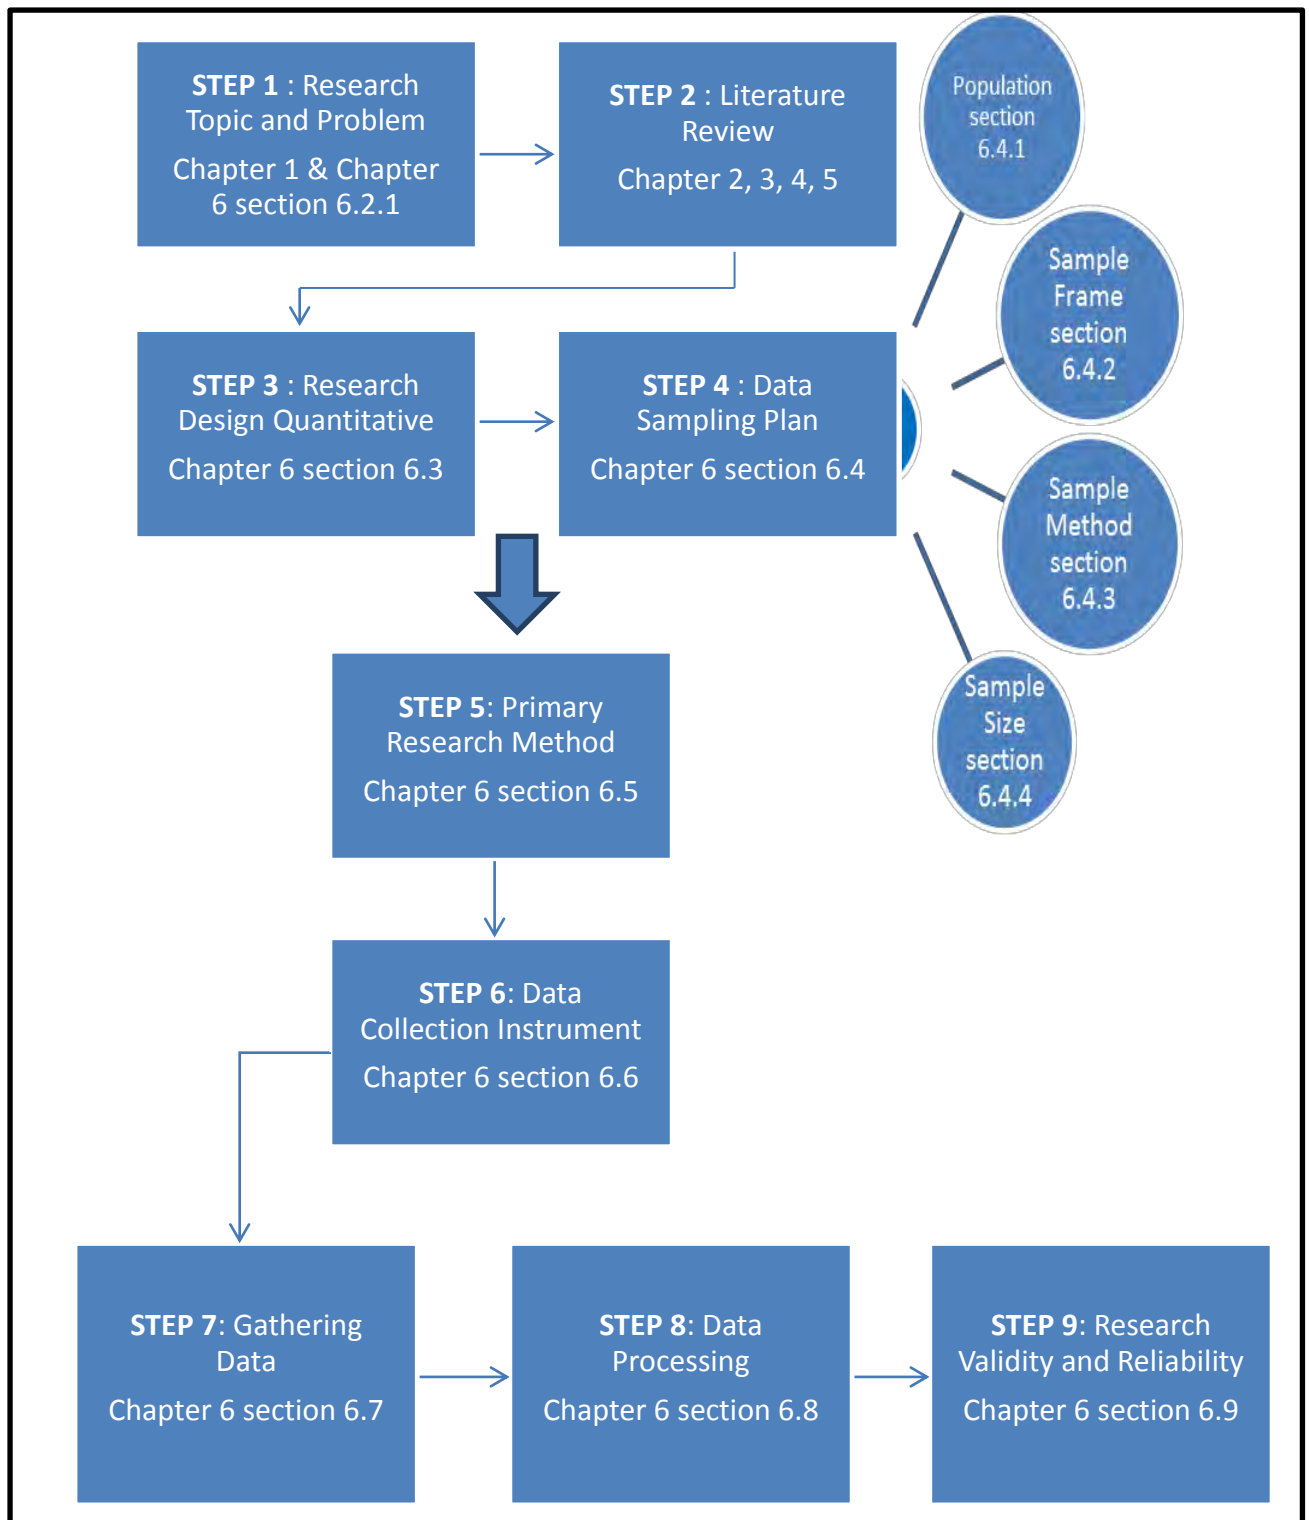 STEP 1 : Research
Topic and Problem
Chapter 1 & Chapter
6 section 6.2.1
STEP 2 : Literature
Review
Chapter 2, 3, 4, 5
Population
section
6.4.1
Sample
Frame
section
6.4.2
STEP 3 : Research
Design Quantitative
Chapter 6 section 6.3
STEP 4 : Data
Sampling Plan
Chapter 6 section 6.4
Sample
Method
section
6.4.3
Sample
Size
section
6.4.4
STEP 5: Primary
Research Method
Chapter 6 section 6.5
STEP 6: Data
Collection Instrument
Chapter 6 section 6.6
STEP 7: Gathering
Data
Chapter 6 section 6.7
STEP 8: Data
Processing
Chapter 6 section 6.8
STEP 9: Research
Validity and Reliability
Chapter 6 section 6.9